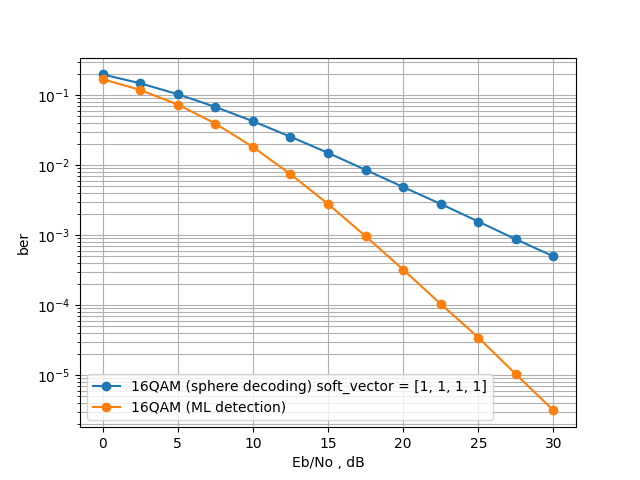 10⁻¹
10⁻²
10⁻³
10⁻⁴
10⁻⁵
ber
16QAM (sphere decoding) soft_vector = [1, 1, 1, 1]
16QAM (ML detection)
0 5 10 15 20 25 30
Eb/No , dB